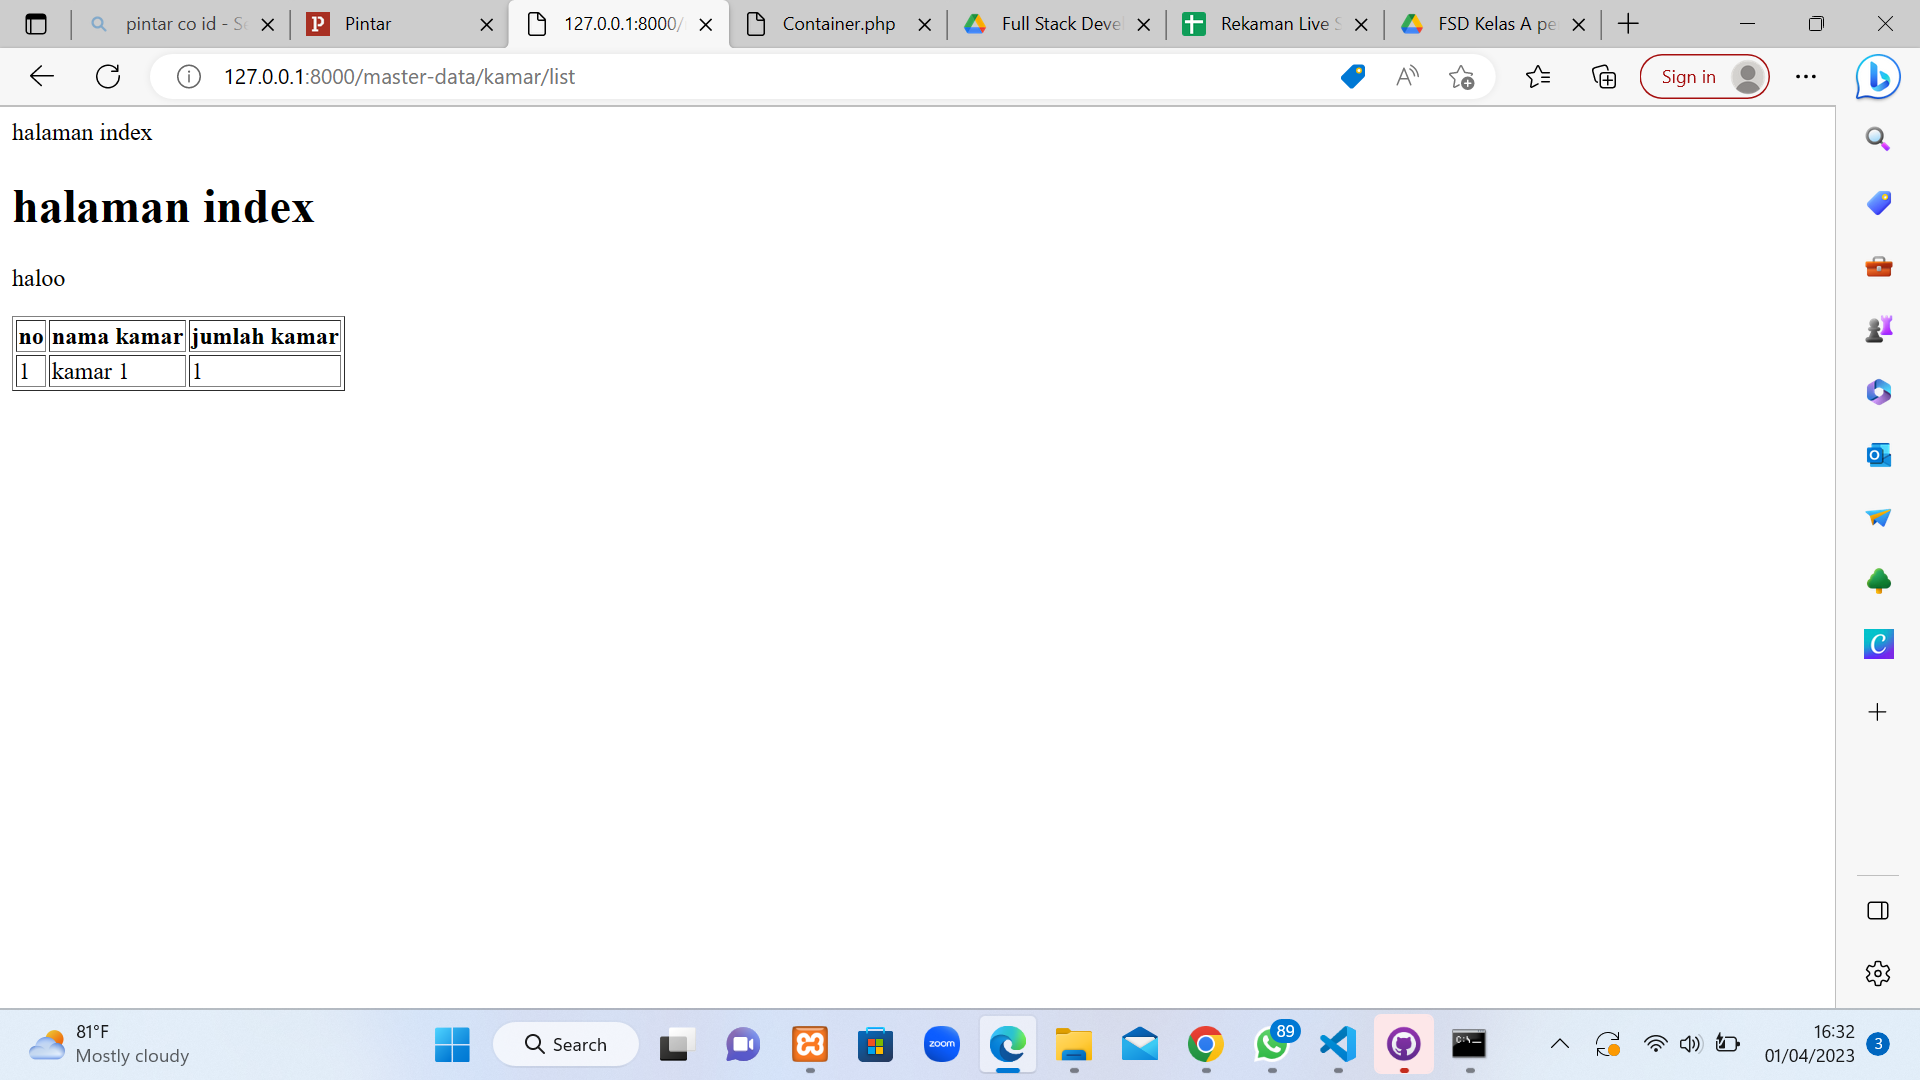 pintar co id - Se
Pintar
127.0.0.1:8000/
Container.php
Full Stack Deve
Rekaman Live S
FSD Kelas A pe
127.0.0.1:8000/master-data/kamar/list
Sign in
halaman index
halaman index
haloo
no nama kamar jumlah kamar
1 kamar 1 1
81°F
Mostly cloudy
Search
zoom
89
16:32
01/04/2023
3